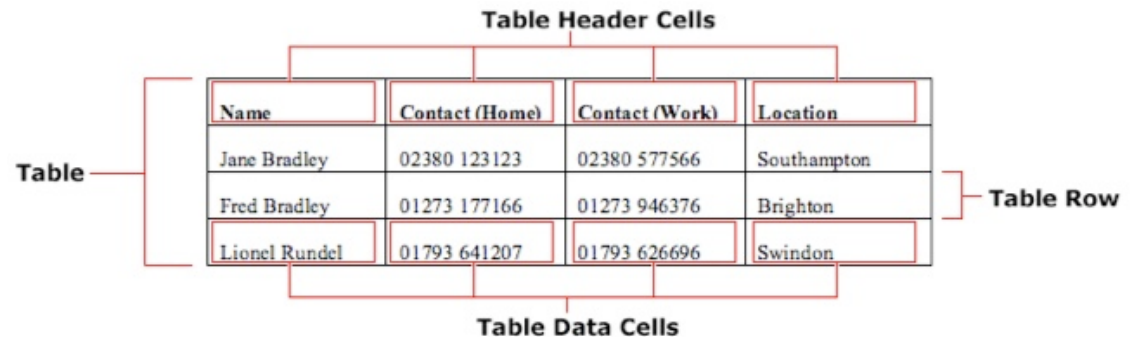 Table Header Cells
Name Contact (Home) Contact (Work) Location
Jane Bradley 02380 123123 02380 577566 Southampton
Table
Fred Bradley 01273 177166 01273 946376 Brighton
Table Row
Lionel Rundel 01793 641207 01793 626696 Swindon
Table Data Cells